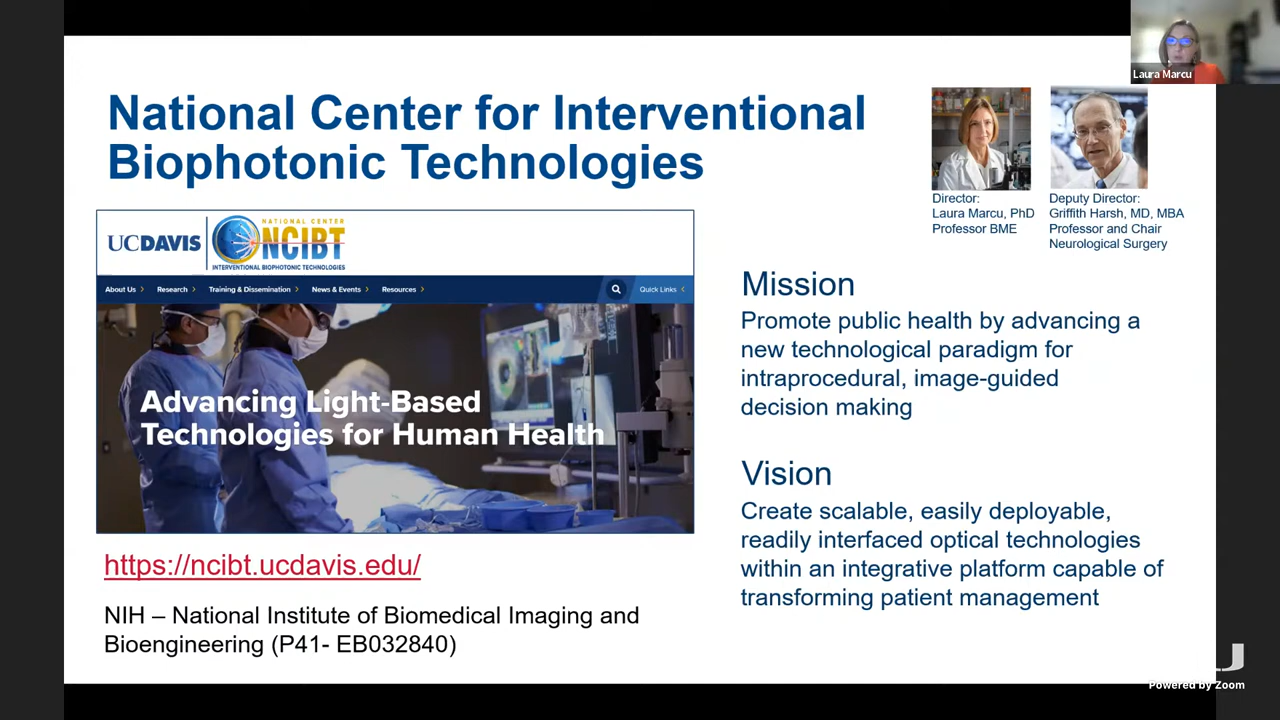 Laura Marcu
National Center for Interventional
Biophotonic Technologies
Director:
Laura Marcu, PhD
Professor BME
Deputy Director:
Griffith Harsh, MD, MBA
Professor and Chair
Neurological Surgery
UCDAVIS
NATIONAL CENTER
NCIBT
INTERVENTIONAL BIOPHOTONIC TECHNOLOGIES
About Us Research Training & Dissemination News & Events Resources Quick Links
Advancing Light-Based
Technologies for Human Health
https://ncibt.ucdavis.edu/
NIH – National Institute of Biomedical Imaging and
Bioengineering (P41- EB032840)
Mission
Promote public health by advancing a
new technological paradigm for
intraprocedural, image-guided
decision making
Vision
Create scalable, easily deployable,
readily interfaced optical technologies
within an integrative platform capable of
transforming patient management
Powered by Zoom